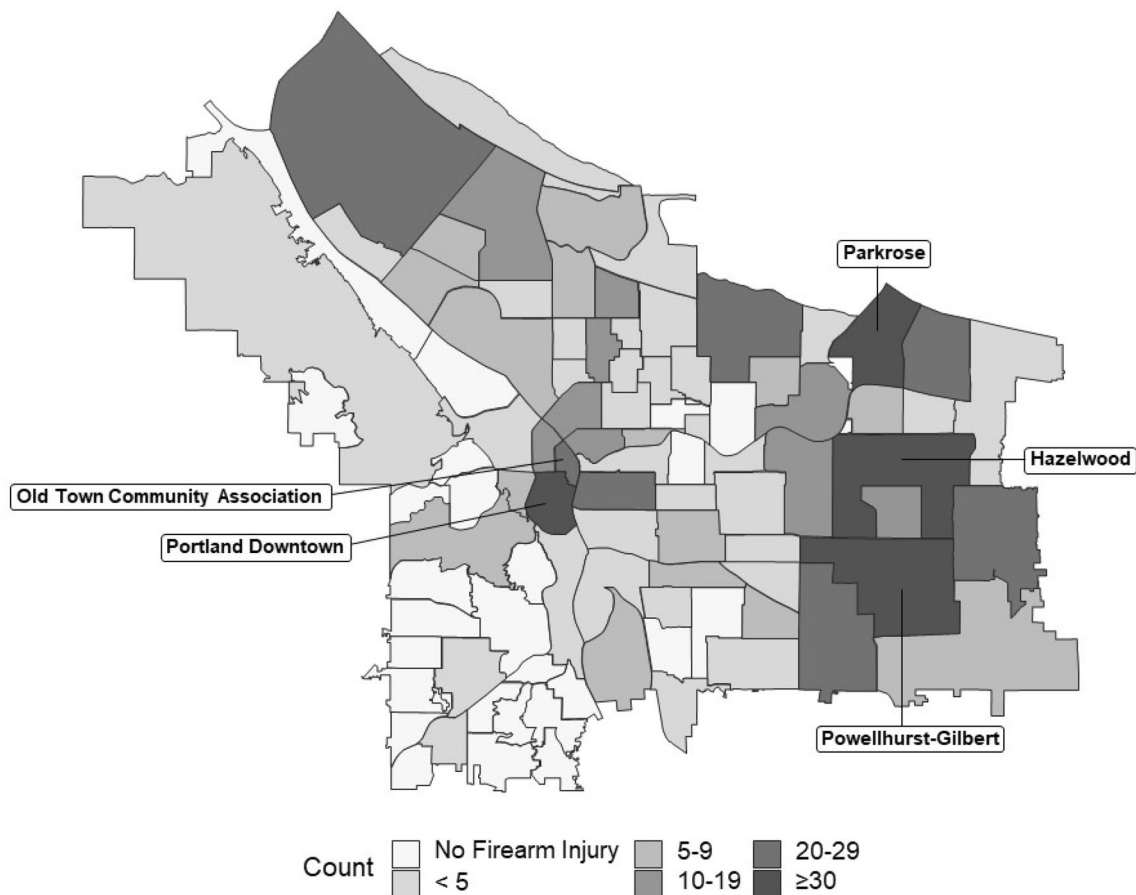 Parkrose
Hazelwood
Old Town Community Association
Portland Downtown
Powellhurst-Gilbert
Count
No Firearm Injury
< 5
5-9
10-19
20-29
≥30